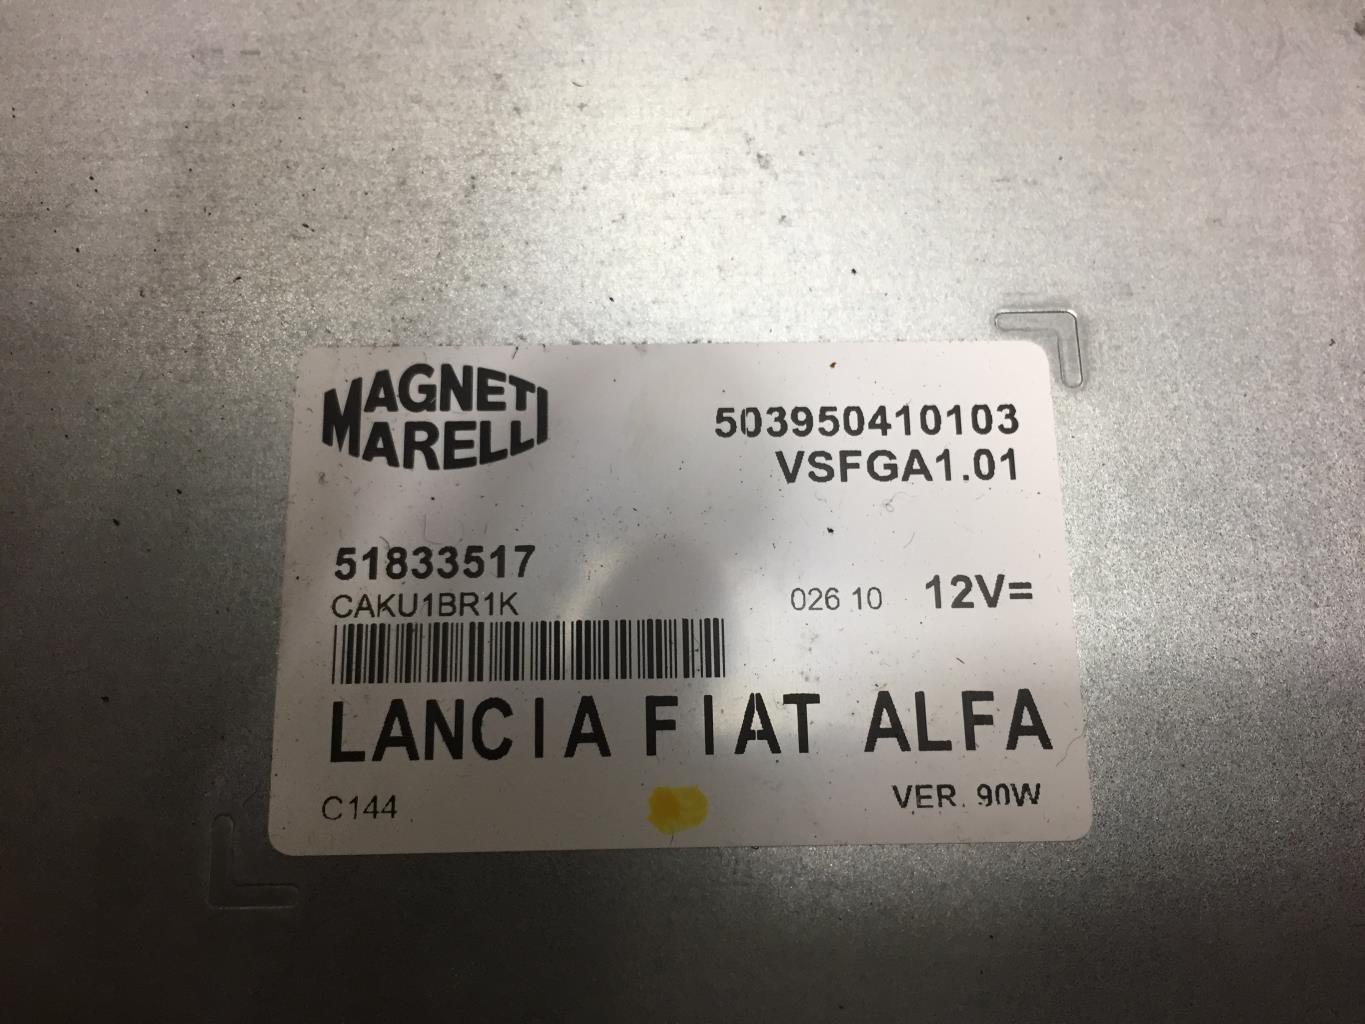 MAGNETI
MARELLI
503950410103
VSFGA1.01
51833517
CAKU1BR1K
026 10 12V=
LANCIA FIAT ALFA
C144
VER. 90W